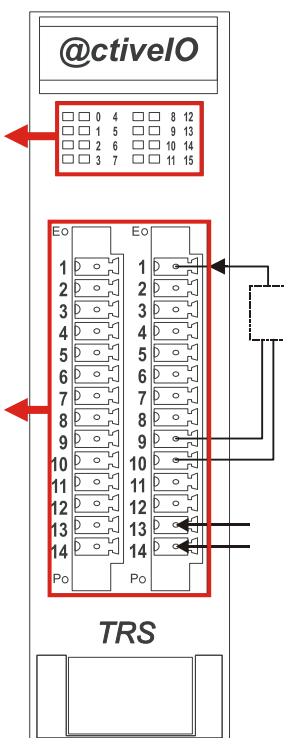 @ctiveIO
0 4 8 12
1 5 9 13
2 6 10 14
3 7 11 15
Eo Eo
1 1
2 2
3 3
4 4
5 5
6 6
7 7
8 8
9 9
10 10
11 11
12 12
13 13
14 14
Po Po
TRS